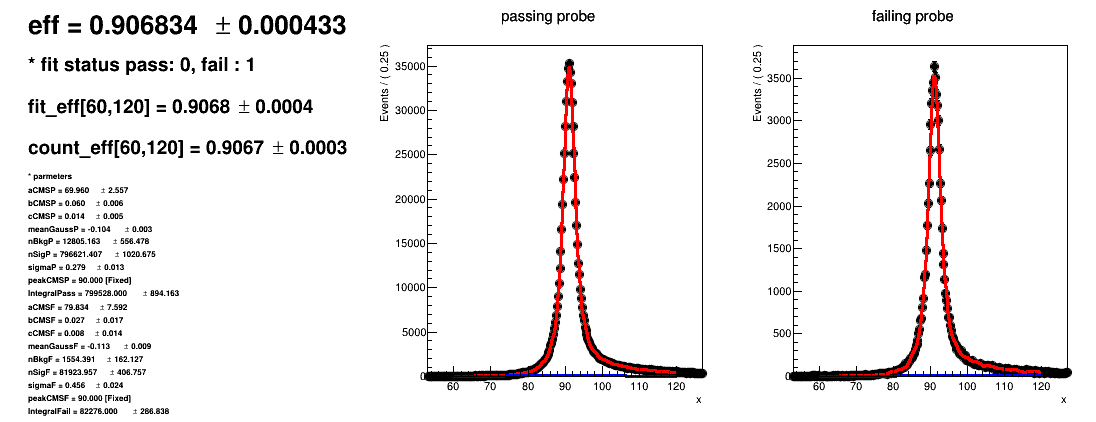 eff = 0.906834 ± 0.000433
* fit status pass: 0, fail : 1
fit_eff[60,120] = 0.9068 ± 0.0004
count_eff[60,120] = 0.9067 ± 0.0003
* parmeters
aCMSP = 69.960 ± 2.557
bCMSP = 0.060 ± 0.006
cCMSP = 0.014 ± 0.005
meanGaussP = -0.104 ± 0.003
nBkgP = 12805.163 ± 556.478
nSigP = 796621.407 ± 1020.675
sigmaP = 0.279 ± 0.013
peakCMSP = 90.000 [Fixed]
IntegralPass = 799528.000 ± 894.163
aCMSF = 79.834 ± 7.592
bCMSF = 0.027 ± 0.017
cCMSF = 0.008 ± 0.014
meanGaussF = -0.113 ± 0.009
nBkgF = 1554.391 ± 162.127
nSigF = 81923.957 ± 406.757
sigmaF = 0.456 ± 0.024
peakCMSF = 90.000 [Fixed]
IntegralFail = 82276.000 ± 286.838
passing probe
Events / ( 0.25 )
35000
30000
25000
20000
15000
10000
5000
0
60 70 80 90 100 110 120
x
failing probe
Events / ( 0.25 )
3500
3000
2500
2000
1500
1000
500
0
60 70 80 90 100 110 120
x